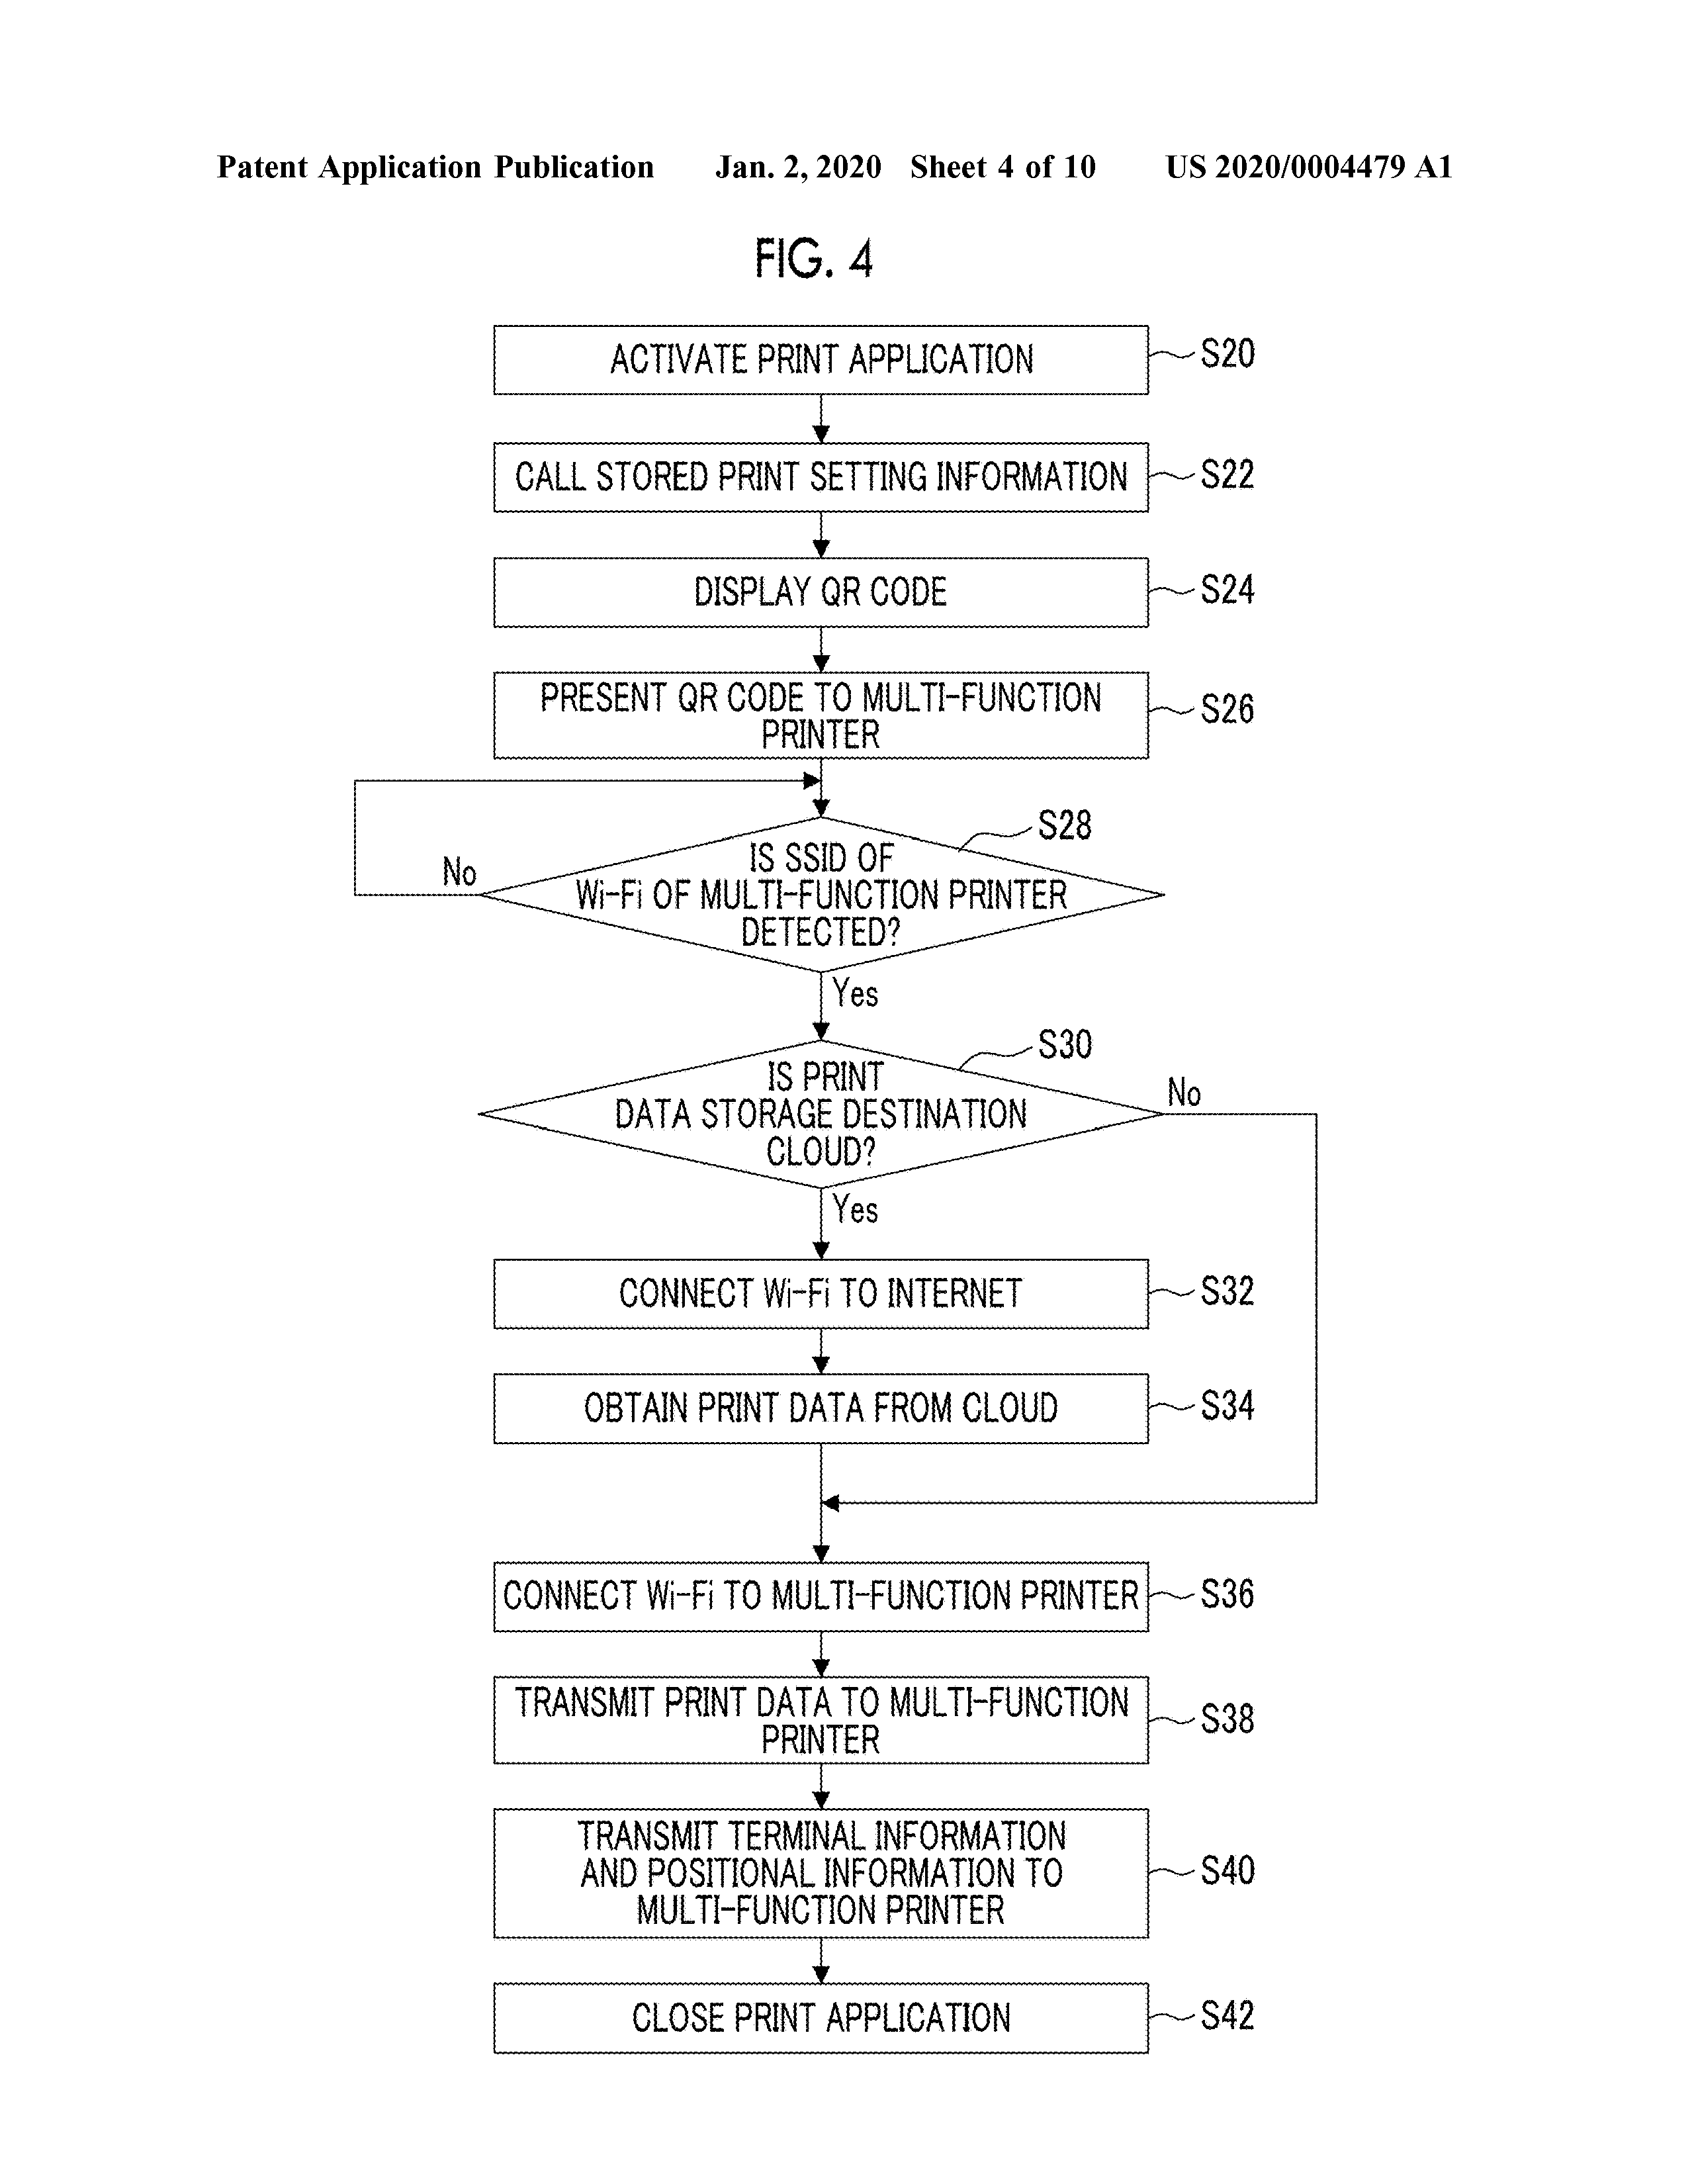 Patent Application Publication Jan. 2, 2020 Sheet 4 of 10 US 2020/0004479 A1
FIG. 4
ACTIVATE PRINT APPLICATION
S20
CALL STORED PRINT SETTING INFORMATION
S22
DISPLAY QR CODE
S24
PRESENT QR CODE TO MULTI-FUNCTION
PRINTER
S26
S28
IS SSID OF
Wi-Fi OF MULTI-FUNCTION PRINTER
DETECTED?
No
Yes
S30
IS PRINT
DATA STORAGE DESTINATION
CLOUD?
No
Yes
CONNECT Wi-Fi TO INTERNET
S32
OBTAIN PRINT DATA FROM CLOUD
S34
CONNECT Wi-Fi TO MULTI-FUNCTION PRINTER
S36
TRANSMIT PRINT DATA TO MULTI-FUNCTION
PRINTER
S38
TRANSMIT TERMINAL INFORMATION
AND POSITIONAL INFORMATION TO
MULTI-FUNCTION PRINTER
S40
CLOSE PRINT APPLICATION
S42